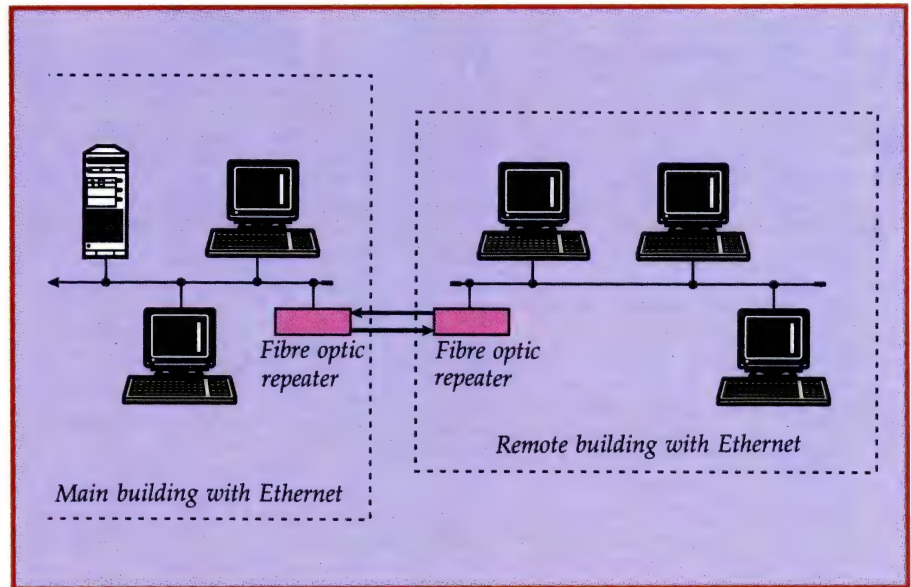 Fibre optic
repeater
Fibre optic
repeater
Remote building with Ethernet
Main building with Ethernet